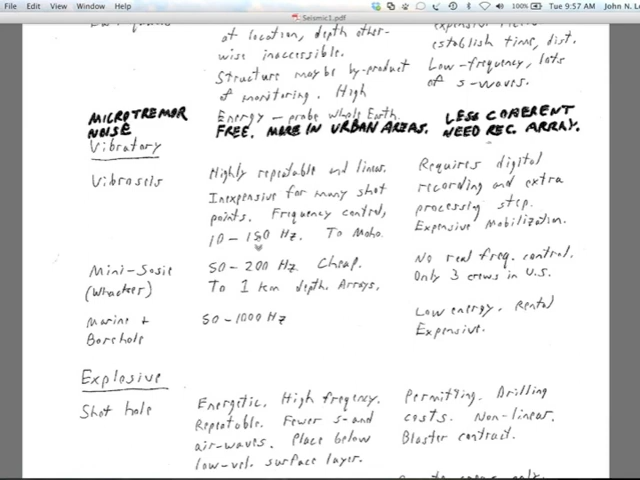 Edit View Window Help
100% Tue 9:57 AM John N. Lo
Seismic1.pdf
of location, depth other-
wise inaccessible.
Structure may be by-product
of monitoring. High
Energy - probe whole Earth.
establish time, dist.
Low-frequency, lots
of s-waves.
MICROTREMOR
NOISE
FREE. MORE IN URBAN AREAS.
LESS COHERENT
NEED REC. ARRAY.
Vibratory
Vibroseis
Highly repeatable and linear.
Inexpensive for many shot
points. Frequency control,
10-150 Hz. To Moho.
Requires digital
recording and extra
processing step.
Expensive Mobilization.
Mini-Sosie
(Whacker)
50-200 Hz. Cheap.
To 1 km depth. Arrays.
No real freq. control.
Only 3 crews in U.S.
Marine +
Borehole
50-1000 Hz
Low energy. Rental
Expensive.
Explosive
Shot hole
Energetic. High freqency.
Repeatable. Fewer s-and
air-waves. Place below
low-vel. surface layer.
Permitting. Drilling
costs. Non-linear.
Blaster contract.